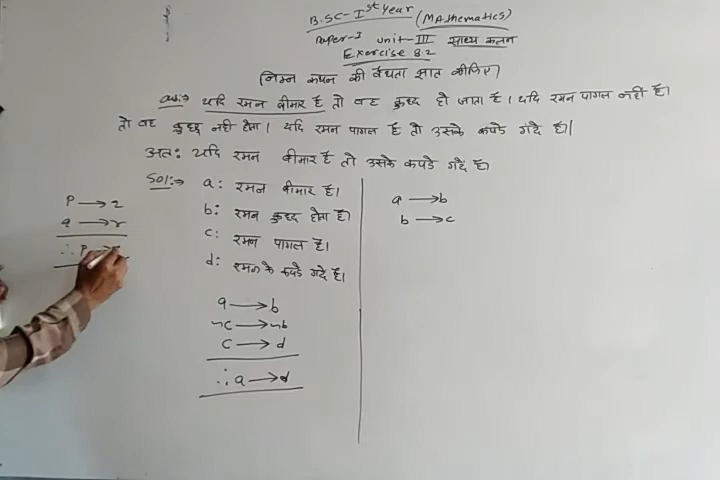 B.SC-Ist Year (MAthematics)
Paper-I Unit-III साध्य कलन
Exercise 8.2
निम्न कथन की वैधता ज्ञात कीजिए।
यदि रमन बीमार है तो वह क्रुध्द हो जाता है। यदि रमन पागल नहीं है।
तो वह क्रुध्द नहीं होता। यदि रमन पागल है तो उसके कपडे गंदे है।
अतः यदि रमन बीमार है तो उसके कपडे गंदे है।
Sol:→ a: रमन बीमार है।
b: रमन क्रुध्द होता है।
c: रमन पागल है।
d: रमन के कपडे गंदे है।
a → b
~c → ~b
c → d
∴ a → d
P → 2
q → r
∴ P →
a → b
b → c